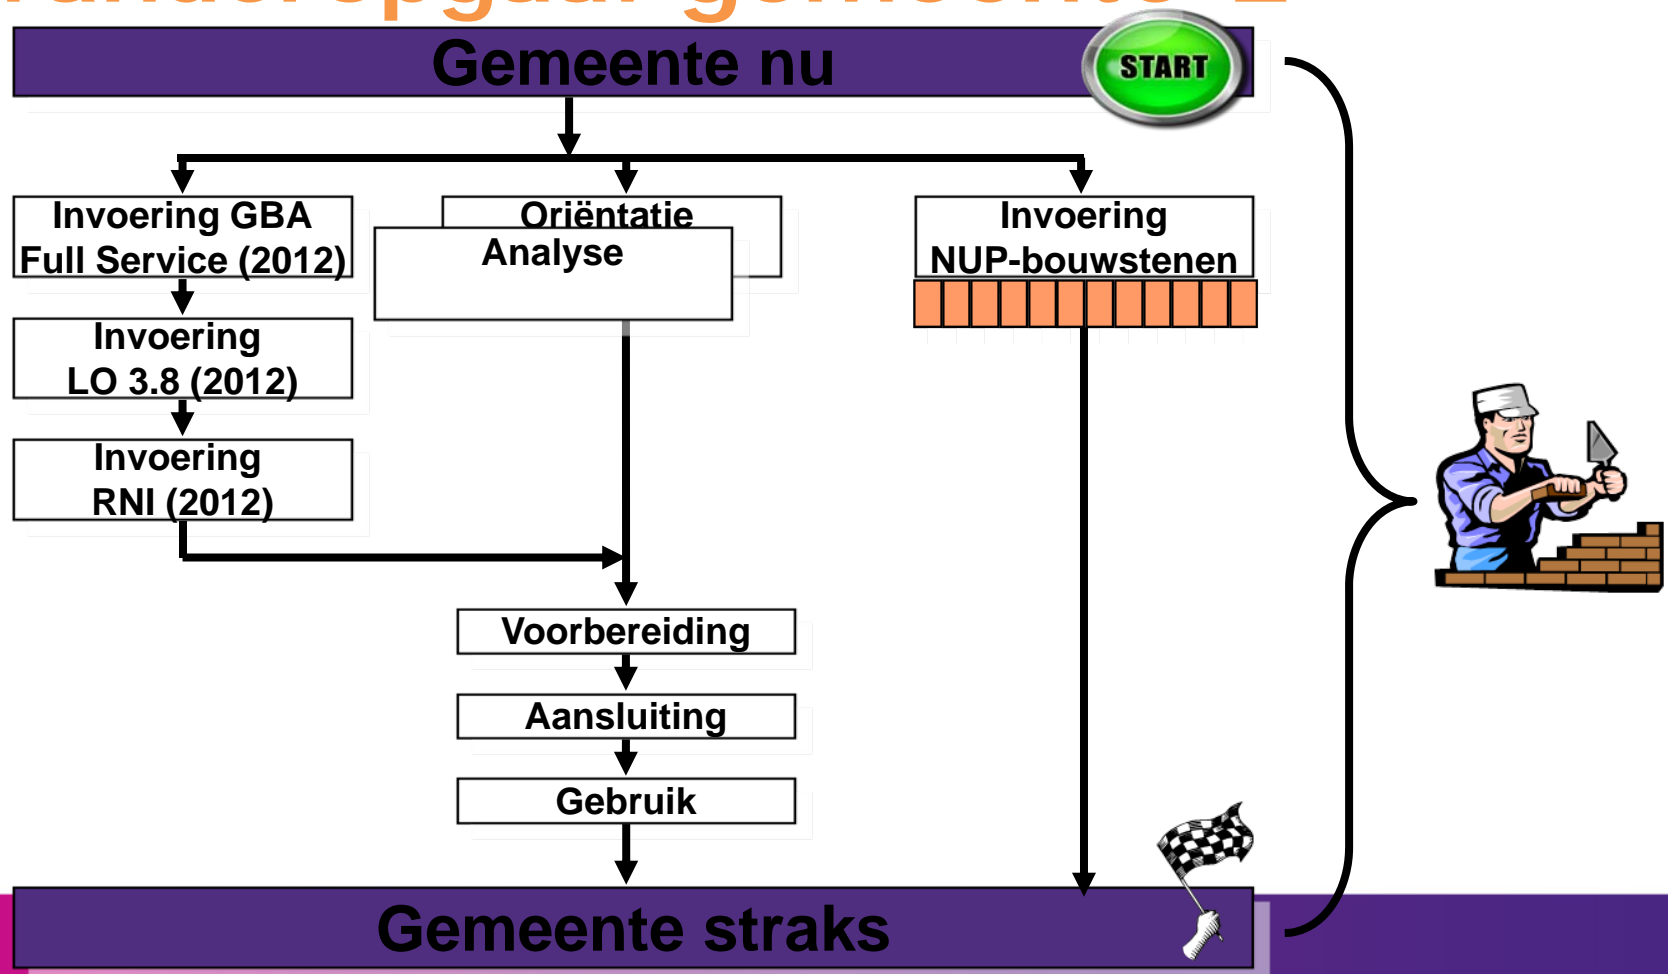 gemeente
Gemeente nu
START
Invoering GBA
Full Service (2012)
Oriëntatie
Analyse
Invoering
NUP-bouwstenen
Invoering
LO 3.8 (2012)
Invoering
RNI (2012)
Voorbereiding
Aansluiting
Gebruik
Gemeente straks